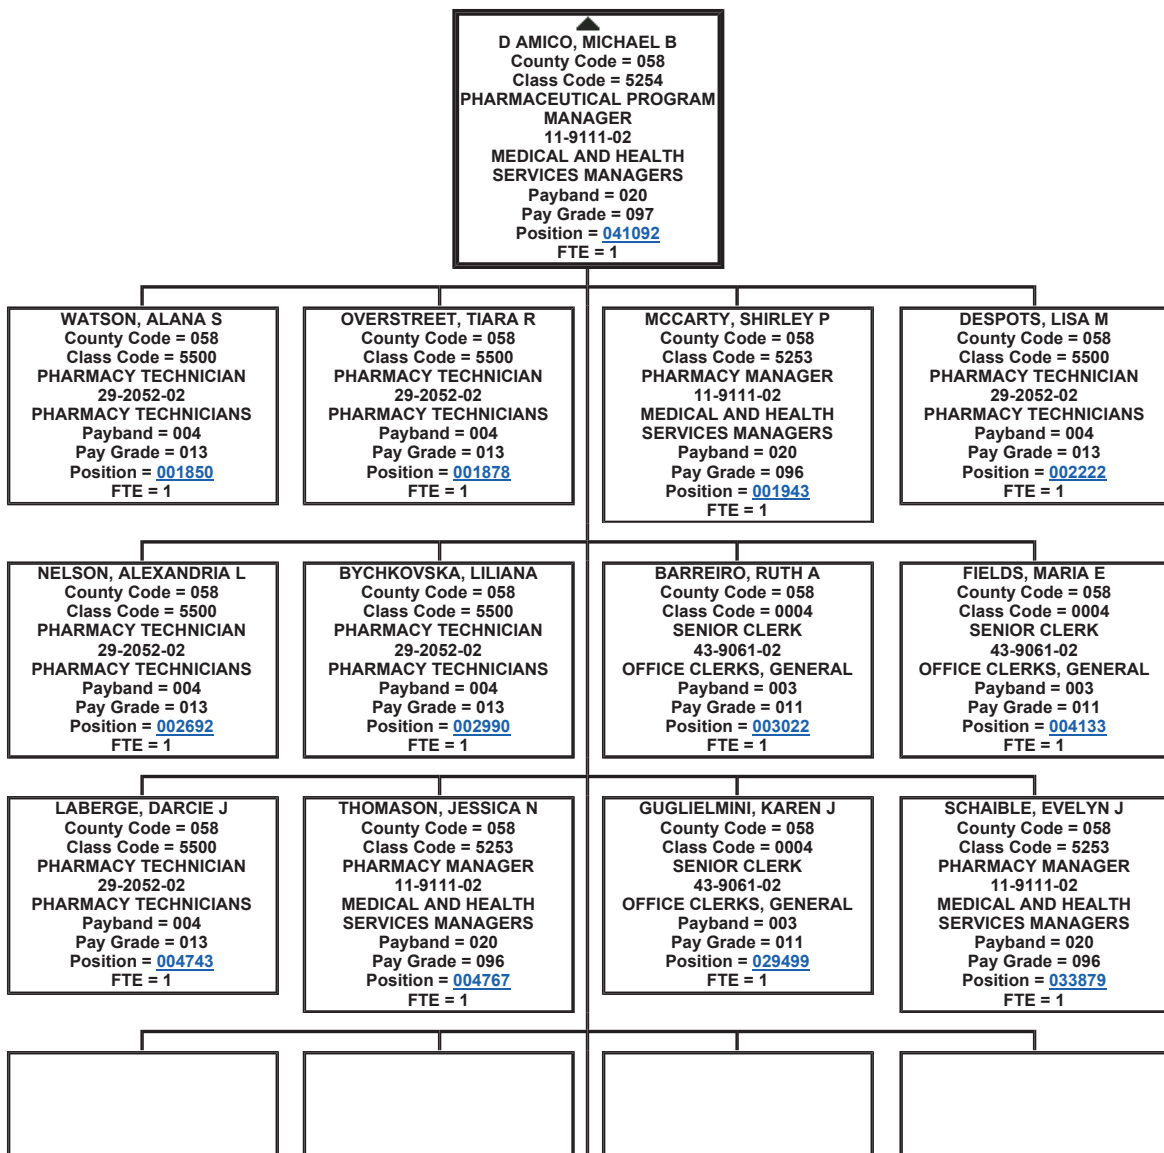 D AMICO, MICHAEL B
County Code = 058
Class Code = 5254
PHARMACEUTICAL PROGRAM
MANAGER
11-9111-02
MEDICAL AND HEALTH
SERVICES MANAGERS
Payband = 020
Pay Grade = 097
Position = 041092
FTE = 1
WATSON, ALANA S
County Code = 058
Class Code = 5500
PHARMACY TECHNICIAN
29-2052-02
PHARMACY TECHNICIANS
Payband = 004
Pay Grade = 013
Position = 001850
FTE = 1
OVERSTREET, TIARA R
County Code = 058
Class Code = 5500
PHARMACY TECHNICIAN
29-2052-02
PHARMACY TECHNICIANS
Payband = 004
Pay Grade = 013
Position = 001878
FTE = 1
MCCARTY, SHIRLEY P
County Code = 058
Class Code = 5253
PHARMACY MANAGER
11-9111-02
MEDICAL AND HEALTH
SERVICES MANAGERS
Payband = 020
Pay Grade = 096
Position = 001943
FTE = 1
DESPOTS, LISA M
County Code = 058
Class Code = 5500
PHARMACY TECHNICIAN
29-2052-02
PHARMACY TECHNICIANS
Payband = 004
Pay Grade = 013
Position = 002222
FTE = 1
NELSON, ALEXANDRIA L
County Code = 058
Class Code = 5500
PHARMACY TECHNICIAN
29-2052-02
PHARMACY TECHNICIANS
Payband = 004
Pay Grade = 013
Position = 002692
FTE = 1
BYCHKOVSKA, LILIANA
County Code = 058
Class Code = 5500
PHARMACY TECHNICIAN
29-2052-02
PHARMACY TECHNICIANS
Payband = 004
Pay Grade = 013
Position = 002990
FTE = 1
BARREIRO, RUTH A
County Code = 058
Class Code = 0004
SENIOR CLERK
43-9061-02
OFFICE CLERKS, GENERAL
Payband = 003
Pay Grade = 011
Position = 003022
FTE = 1
FIELDS, MARIA E
County Code = 058
Class Code = 0004
SENIOR CLERK
43-9061-02
OFFICE CLERKS, GENERAL
Payband = 003
Pay Grade = 011
Position = 004133
FTE = 1
LABERGE, DARCIE J
County Code = 058
Class Code = 5500
PHARMACY TECHNICIAN
29-2052-02
PHARMACY TECHNICIANS
Payband = 004
Pay Grade = 013
Position = 004743
FTE = 1
THOMASON, JESSICA N
County Code = 058
Class Code = 5253
PHARMACY MANAGER
11-9111-02
MEDICAL AND HEALTH
SERVICES MANAGERS
Payband = 020
Pay Grade = 096
Position = 004767
FTE = 1
GUGLIELMINI, KAREN J
County Code = 058
Class Code = 0004
SENIOR CLERK
43-9061-02
OFFICE CLERKS, GENERAL
Payband = 003
Pay Grade = 011
Position = 029499
FTE = 1
SCHAIBLE, EVELYN J
County Code = 058
Class Code = 5253
PHARMACY MANAGER
11-9111-02
MEDICAL AND HEALTH
SERVICES MANAGERS
Payband = 020
Pay Grade = 096
Position = 033879
FTE = 1